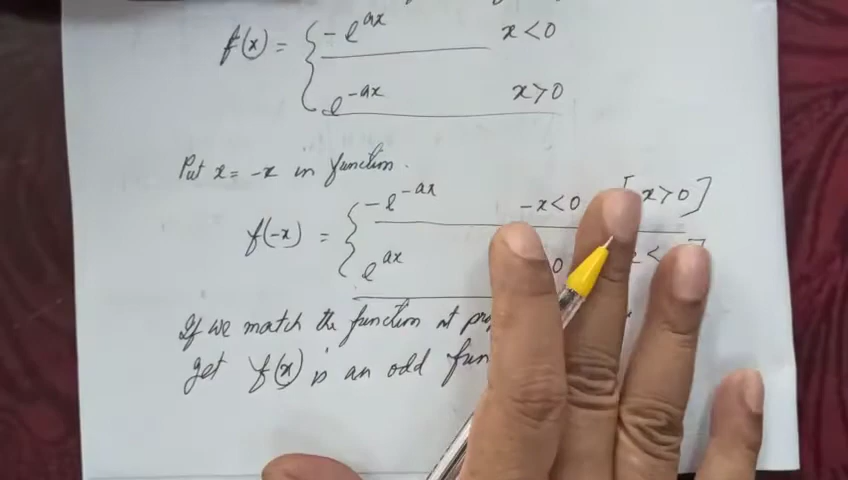 f(x) = { -e^{ax} x<0
e^{-ax} x>0
Put x = -x in function.
f(-x) = { -e^{-ax} -x<0 [x>0]
e^{ax} 0 <
If we match the function at
get f(x) is an odd